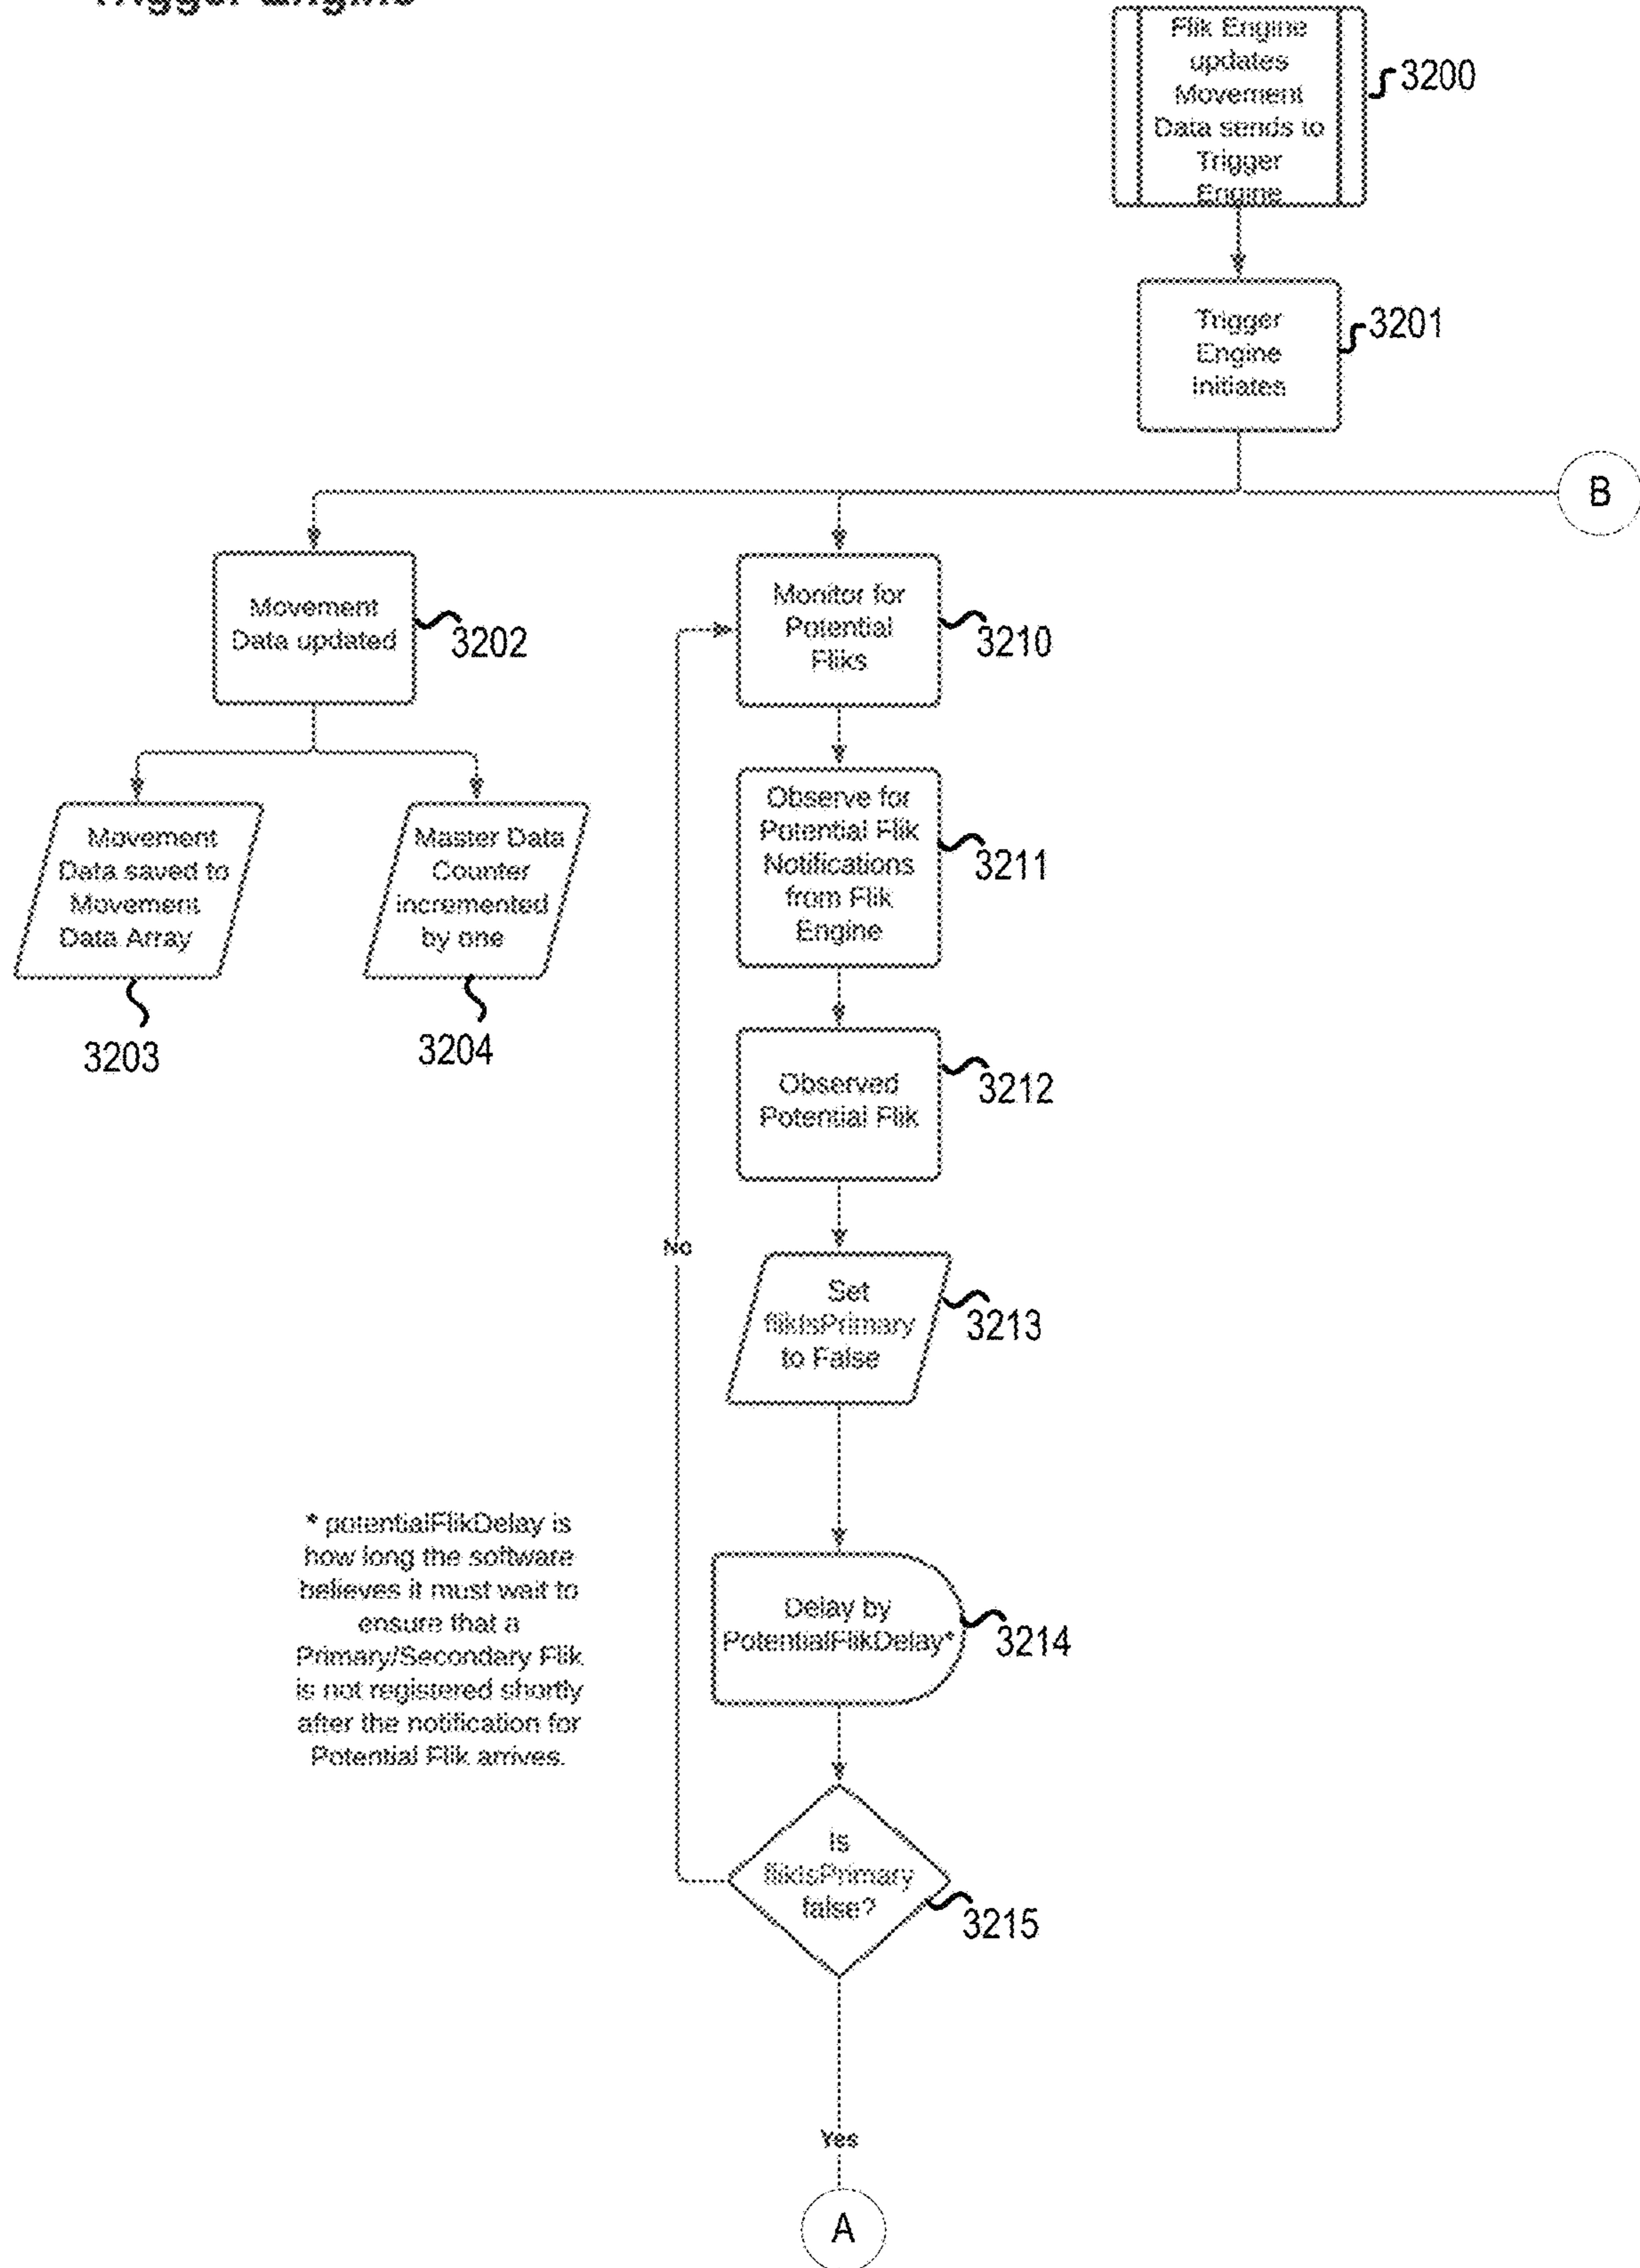 Trigger Engine
Flik Engine
updates
Movement
Data sends to
Trigger
Engine
3200
Trigger
Engine
initiates
3201
B
Movement
Data updated
3202
Monitor for
Potential
Fliks
3210
Movement
Data saved to
Movement
Data Array
3203
Master Data
Counter
incremented
by one
3204
Observe for
Potential Flik
Notifications
from Flik
Engine
3211
Observed
Potential Flik
3212
No
Set
flikIsPrimary
to False
3213
* potentialFlikDelay is
how long the software
believes it must wait to
ensure that a
Primary/Secondary Flik
is not registered shortly
after the notification for
Potential Flik arrives.
Delay by
PotentialFlikDelay*
3214
Is
flikIsPrimary
false?
3215
Yes
A